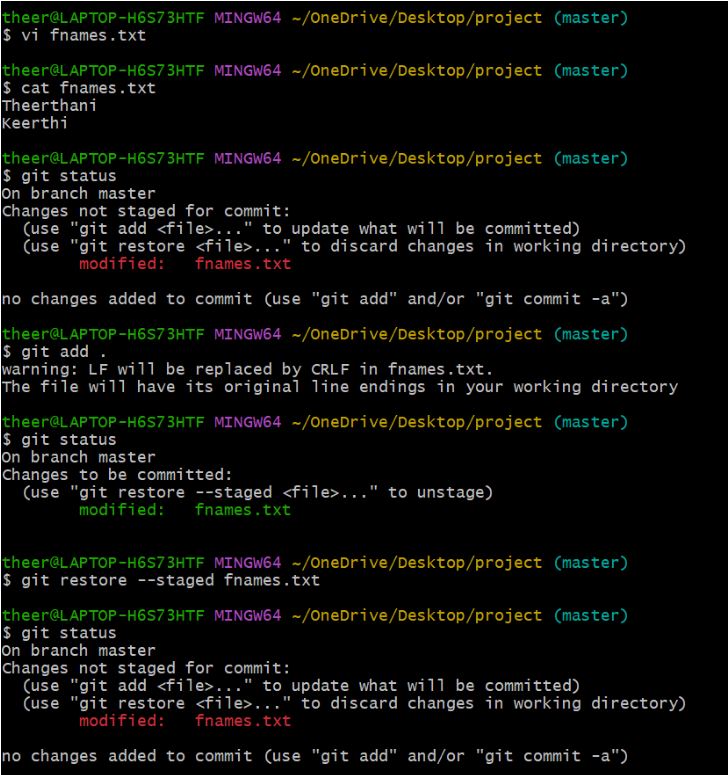 theer@LAPTOP-H6S73HTF MINGW64 ~/OneDrive/Desktop/project (master)
$ vi fnames.txt
theer@LAPTOP-H6S73HTF MINGW64 ~/OneDrive/Desktop/project (master)
$ cat fnames.txt
Theerthani
Keerthi
theer@LAPTOP-H6S73HTF MINGW64 ~/OneDrive/Desktop/project (master)
$ git status
On branch master
Changes not staged for commit:
  (use "git add <file>..." to update what will be committed)
  (use "git restore <file>..." to discard changes in working directory)
        modified:   fnames.txt
no changes added to commit (use "git add" and/or "git commit -a")
theer@LAPTOP-H6S73HTF MINGW64 ~/OneDrive/Desktop/project (master)
$ git add .
warning: LF will be replaced by CRLF in fnames.txt.
The file will have its original line endings in your working directory
theer@LAPTOP-H6S73HTF MINGW64 ~/OneDrive/Desktop/project (master)
$ git status
On branch master
Changes to be committed:
  (use "git restore --staged <file>..." to unstage)
        modified:   fnames.txt
theer@LAPTOP-H6S73HTF MINGW64 ~/OneDrive/Desktop/project (master)
$ git restore --staged fnames.txt
theer@LAPTOP-H6S73HTF MINGW64 ~/OneDrive/Desktop/project (master)
$ git status
On branch master
Changes not staged for commit:
  (use "git add <file>..." to update what will be committed)
  (use "git restore <file>..." to discard changes in working directory)
        modified:   fnames.txt
no changes added to commit (use "git add" and/or "git commit -a")